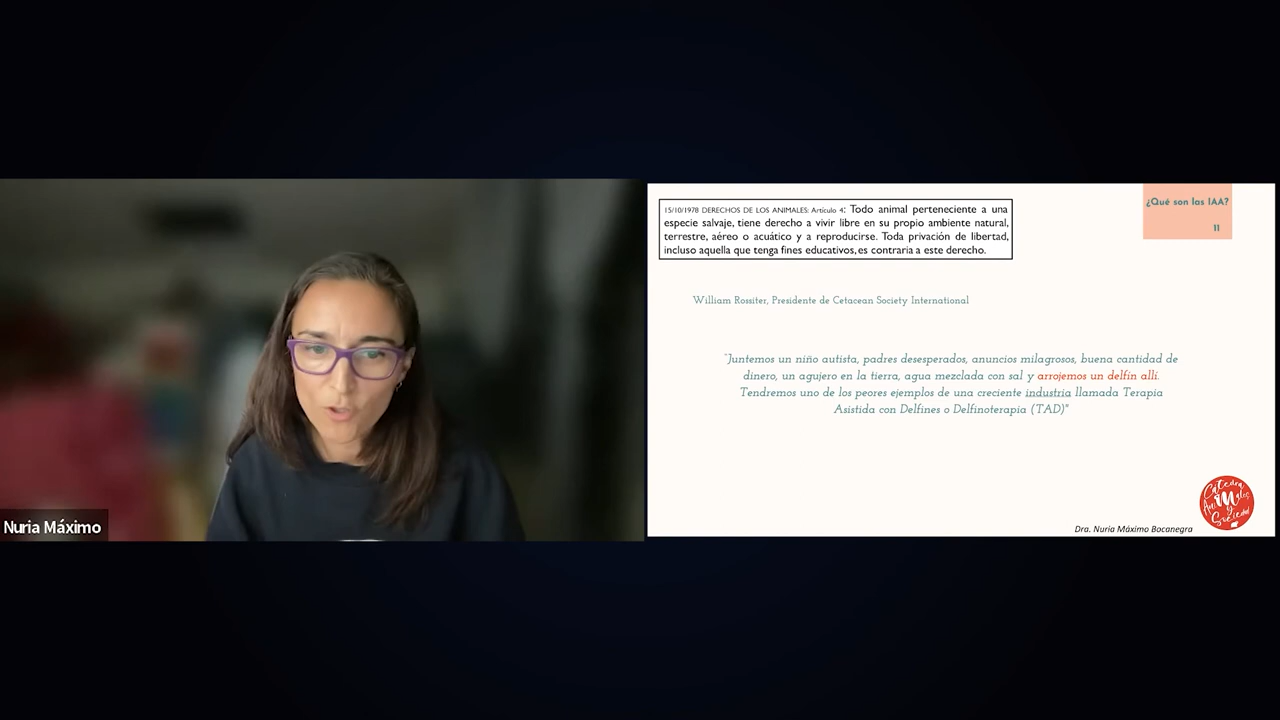 15/10/1978 DERECHOS DE LOS ANIMALES: Artículo 4: Todo animal perteneciente a una
especie salvaje, tiene derecho a vivir libre en su propio ambiente natural,
terrestre, aéreo o acuático y a reproducirse. Toda privación de libertad,
incluso aquella que tenga fines educativos, es contraria a este derecho.
¿Qué son las IAA?
11
William Rossiter, Presidente de Cetacean Society International
"Juntemos un niño autista, padres desesperados, anuncios milagrosos, buena cantidad de
dinero, un agujero en la tierra, agua mezclada con sal y arrojemos un delfín allí.
Tendremos uno de los peores ejemplos de una creciente industria llamada Terapia
Asistida con Delfines o Delfinoterapia (TAD)"
Cátedra
Animales
y
Sociedad
Dra. Nuria Máximo Bocanegra
Nuria Máximo